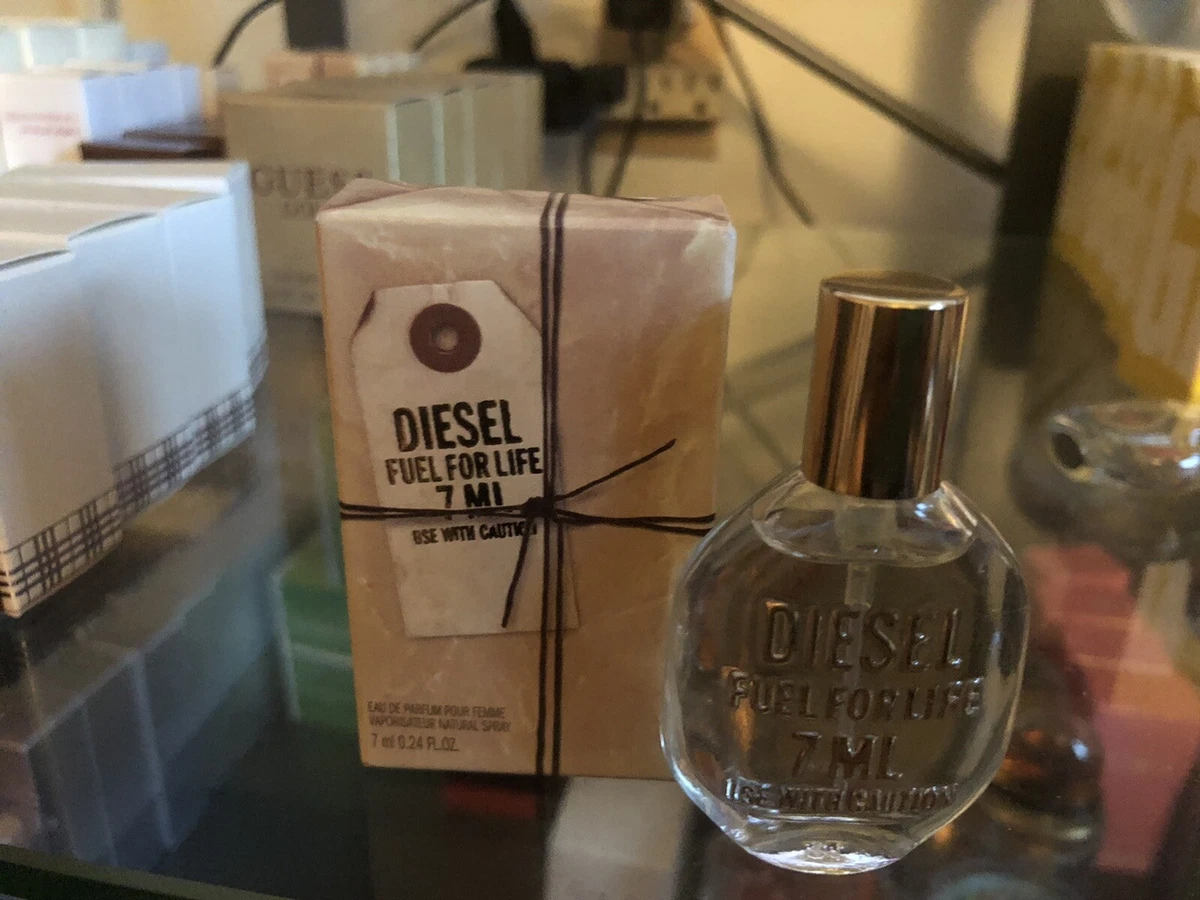 GUESS
DIESEL
FUEL FOR LIFE
7 ML
USE WITH CAUTION
EAU DE PARFUM POUR FEMME
VAPORISATEUR NATURAL SPRAY
7 ml 0.24 FL.OZ.
DIESEL
FUEL FOR LIFE
7 ML
USE WITH CAUTION